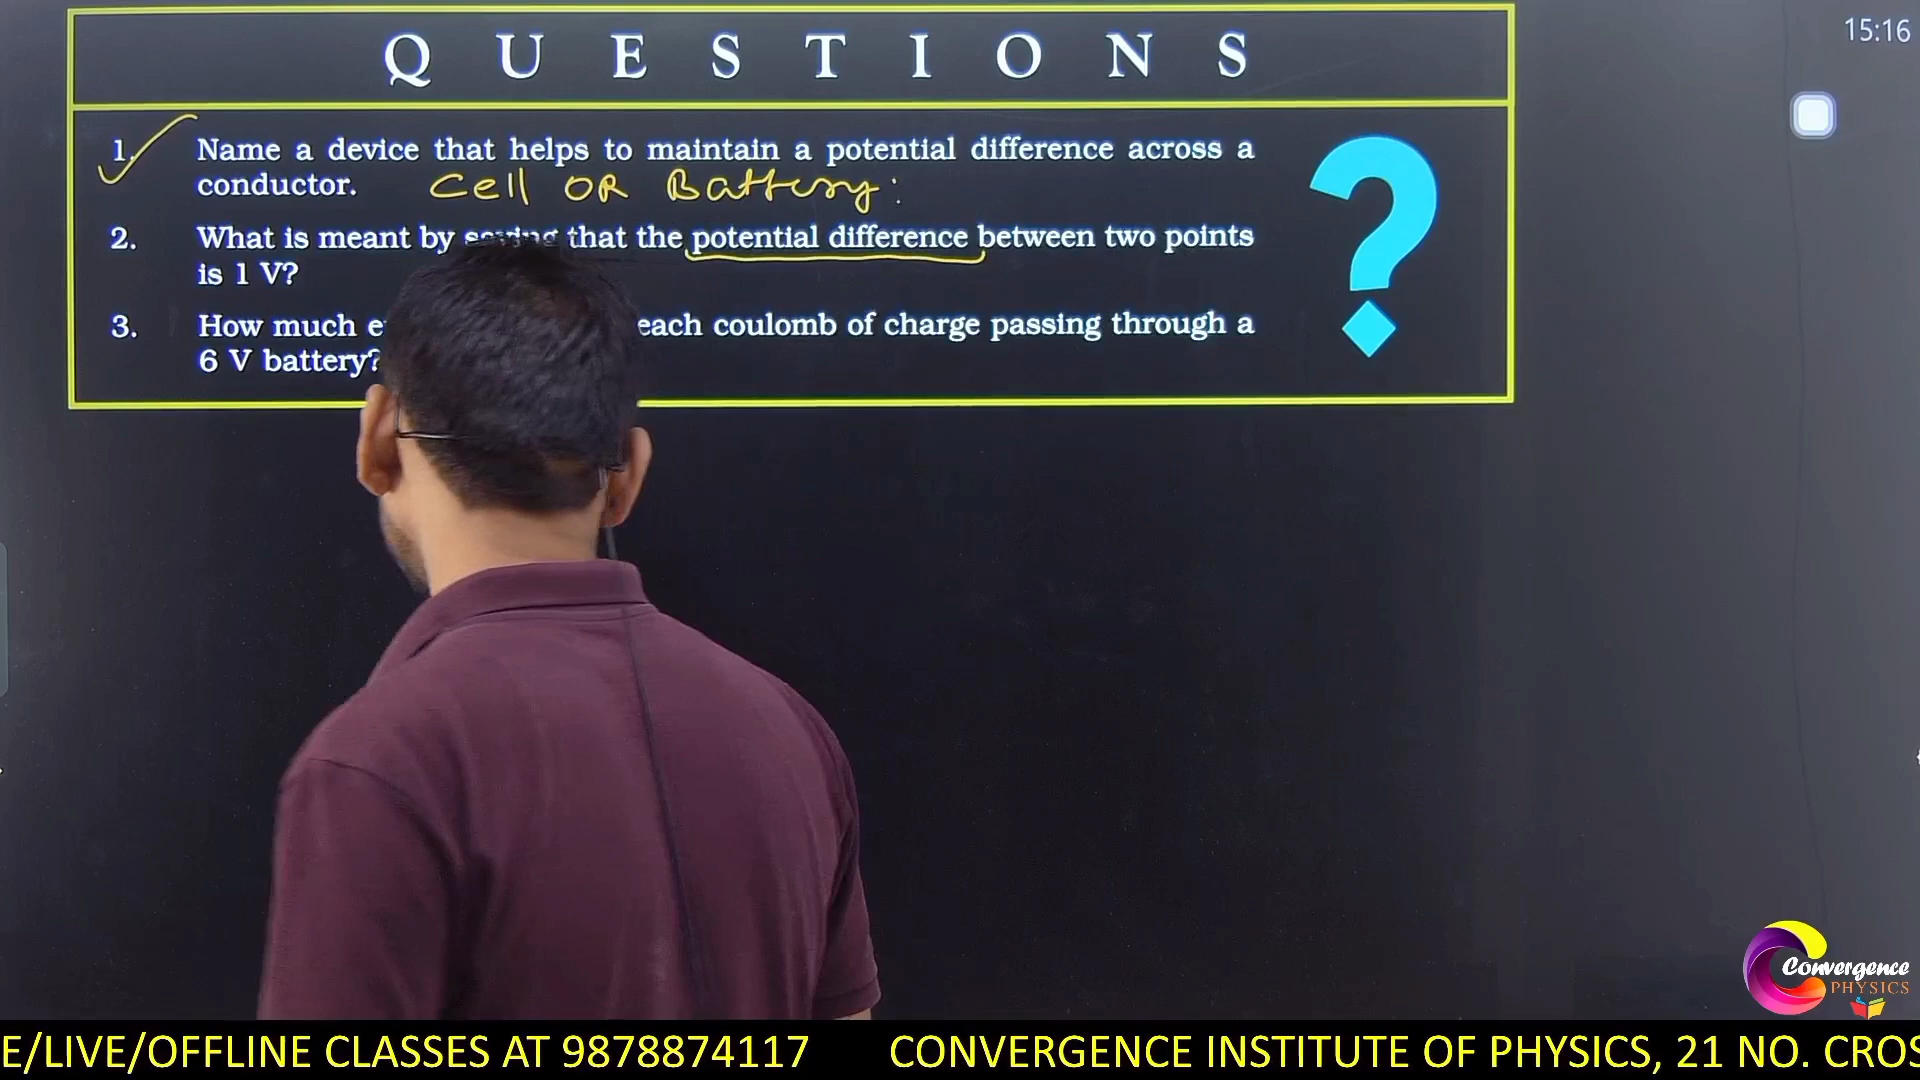 Q U E S T I O N S
15:16
1. Name a device that helps to maintain a potential difference across a
conductor. Cell OR Battery:
2. What is meant by saying that the potential difference between two points
is 1 V?
3. How much each coulomb of charge passing through a
6 V battery?
Convergence
PHYSICS
E/LIVE/OFFLINE CLASSES AT 9878874117 CONVERGENCE INSTITUTE OF PHYSICS, 21 NO. CROS